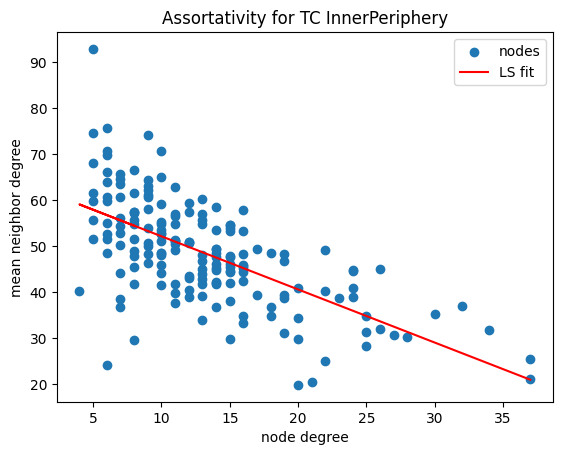 Assortativity for TC InnerPeriphery
nodes
LS fit
mean neighbor degree
90
80
70
60
50
40
30
20
5 10 15 20 25 30 35
node degree